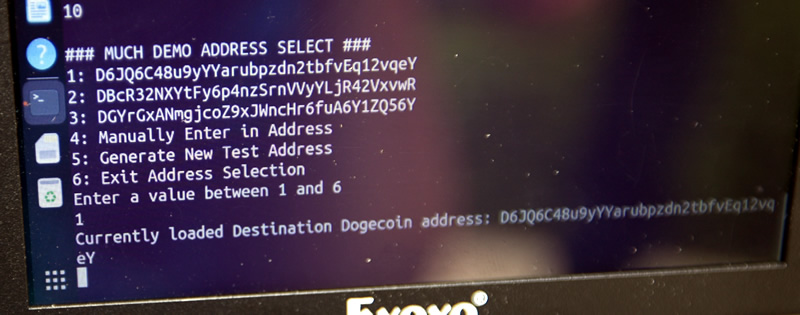 10
### MUCH DEMO ADDRESS SELECT ###
1: D6JQ6C48u9yYYarubpzdn2tbfvEq12vqeY
2: DBcR32NXYtFy6p4nzSrnVVyYLjR42VxvwR
3: DGYrGxANmgjcoZ9xJWncHr6fuA6Y1ZQ56Y
4: Manually Enter in Address
5: Generate New Test Address
6: Exit Address Selection
Enter a value between 1 and 6
1
Currently loaded Destination Dogecoin address: D6JQ6C48u9yYYarubpzdn2tbfvEq12vq
eY